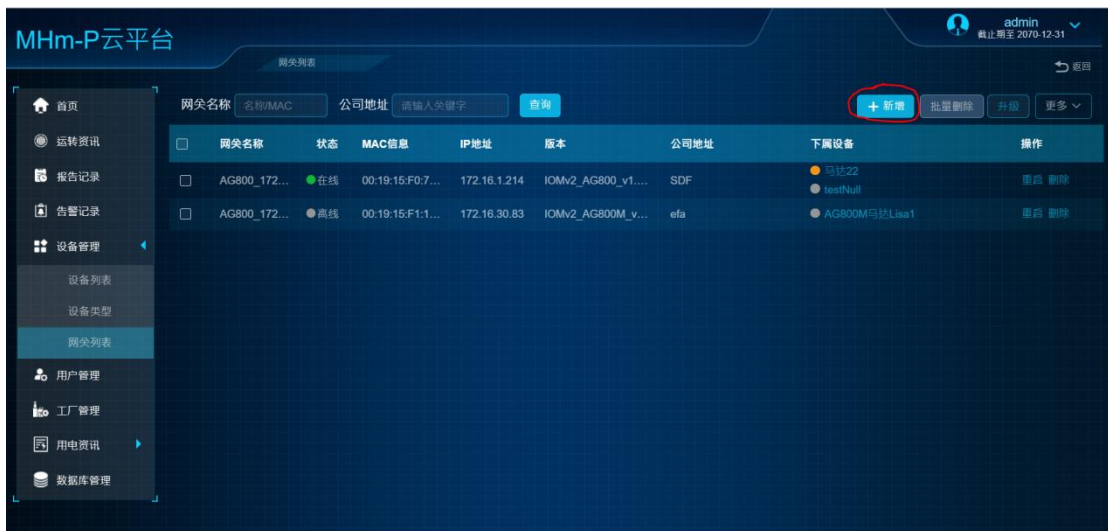 MHm-P云平台
admin
截止期至 2070-12-31
网关列表
返回
首页
运转资讯
报告记录
告警记录
设备管理
设备列表
设备类型
网关列表
用户管理
工厂管理
用电资讯
数据库管理
网关名称 名称/MAC 公司地址 请输入关键字 查询 + 新增 批量删除 升级 更多
网关名称 状态 MAC信息 IP地址 版本 公司地址 下属设备 操作
AG800_172... 在线 00:19:15:F0:7... 172.16.1.214 IOMv2_AG800_v1.... SDF 马达22 重启 删除
testNull
AG800_172... 离线 00:19:15:F1:1... 172.16.30.83 IOMv2_AG800M_v... efa AG800M马达Lisa1 重启 删除